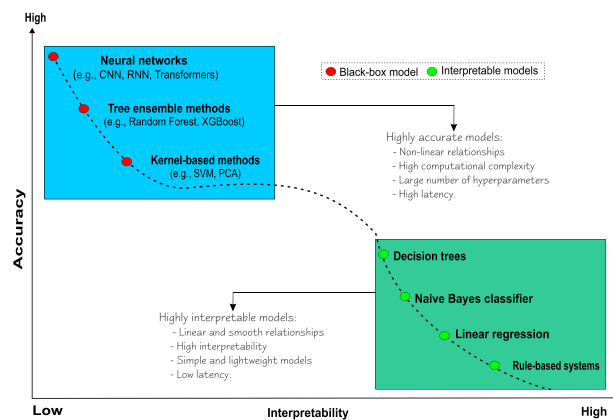 High
Neural networks
(e.g., CNN, RNN, Transformers)
Black-box model
Interpretable models
Tree ensemble methods
(e.g., Random Forest, XGBoost)
Kernel-based methods
(e.g., SVM, PCA)
Highly accurate models:
- Non-linear relationships
- High computational complexity
- Large number of hyperparameters
- High latency.
Accuracy
Decision trees
Naive Bayes classifier
Linear regression
Rule-based systems
Highly interpretable models:
- Linear and smooth relationships
- High interpretability
- Simple and lightweight models
- Low latency.
Low
Interpretability
High